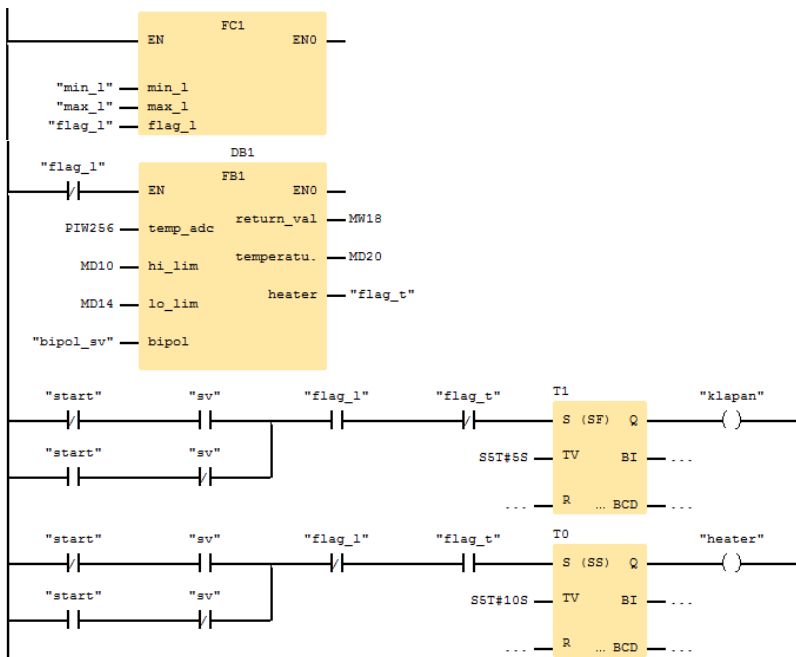 FC1
EN ENO
"min_l" min_l
"max_l" max_l
"flag_l" flag_l
DB1
"flag_l" FB1
EN ENO
PIW256 temp_adc return_val MW18
MD10 hi_lim temperatu. MD20
MD14 lo_lim heater "flag_t"
"bipol_sv" bipol
"start" "sv" "flag_l" "flag_t" T1 "klapan"
S (SF) Q
"start" "sv" S5T#5S TV BI ...
... R ... BCD ...
"start" "sv" "flag_l" "flag_t" T0 "heater"
S (SS) Q
"start" "sv" S5T#10S TV BI ...
... R ... BCD ...